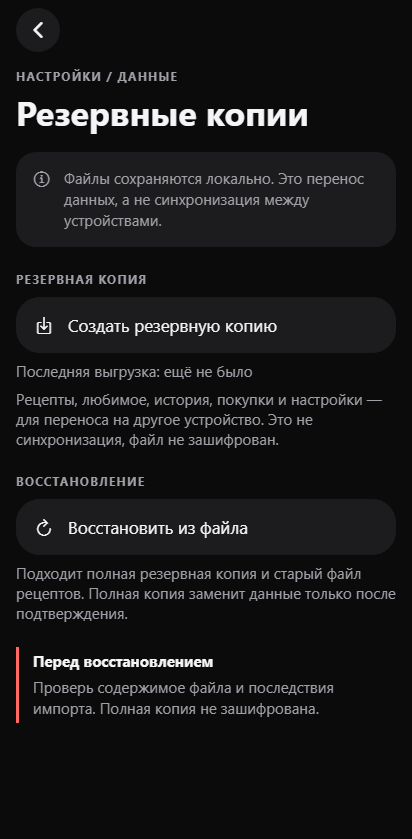 НАСТРОЙКИ / ДАННЫЕ
Резервные копии
Файлы сохраняются локально. Это перенос
данных, а не синхронизация между
устройствами.
РЕЗЕРВНАЯ КОПИЯ
Создать резервную копию
Последняя выгрузка: ещё не было
Рецепты, любимое, история, покупки и настройки —
для переноса на другое устройство. Это не
синхронизация, файл не зашифрован.
ВОССТАНОВЛЕНИЕ
Восстановить из файла
Подходит полная резервная копия и старый файл
рецептов. Полная копия заменит данные только после
подтверждения.
Перед восстановлением
Проверь содержимое файла и последствия
импорта. Полная копия не зашифрована.